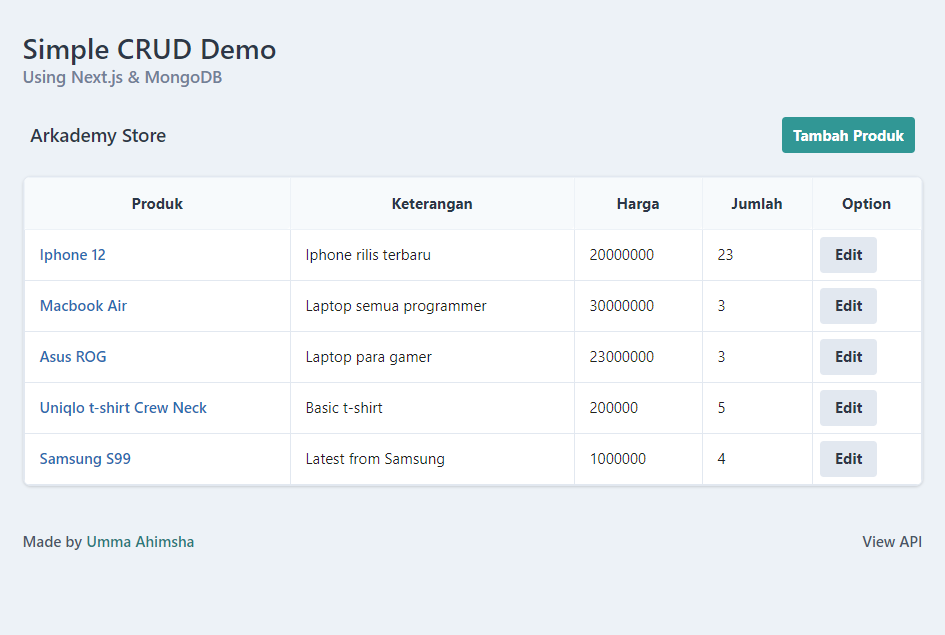 Simple CRUD Demo
Using Next.js & MongoDB
Arkademy Store
Tambah Produk
Produk Keterangan Harga Jumlah Option
Iphone 12 Iphone rilis terbaru 20000000 23 Edit
Macbook Air Laptop semua programmer 30000000 3 Edit
Asus ROG Laptop para gamer 23000000 3 Edit
Uniqlo t-shirt Crew Neck Basic t-shirt 200000 5 Edit
Samsung S99 Latest from Samsung 1000000 4 Edit
Made by Umma Ahimsha
View API